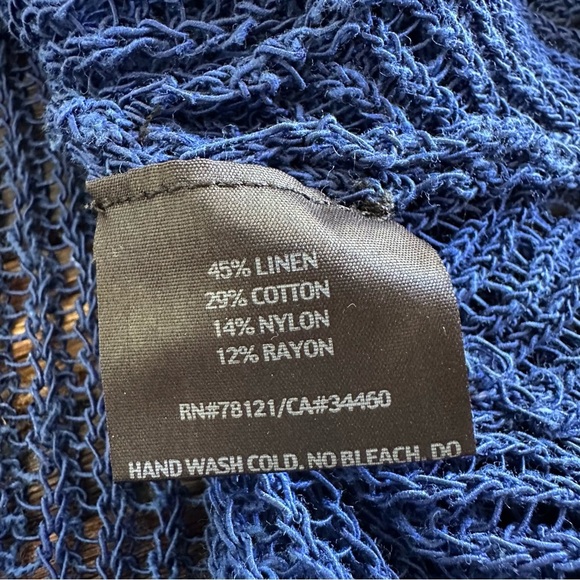 45% LINEN
29% COTTON
14% NYLON
12% RAYON
RN#78121/CA#34460
HAND WASH COLD. NO BLEACH. DO